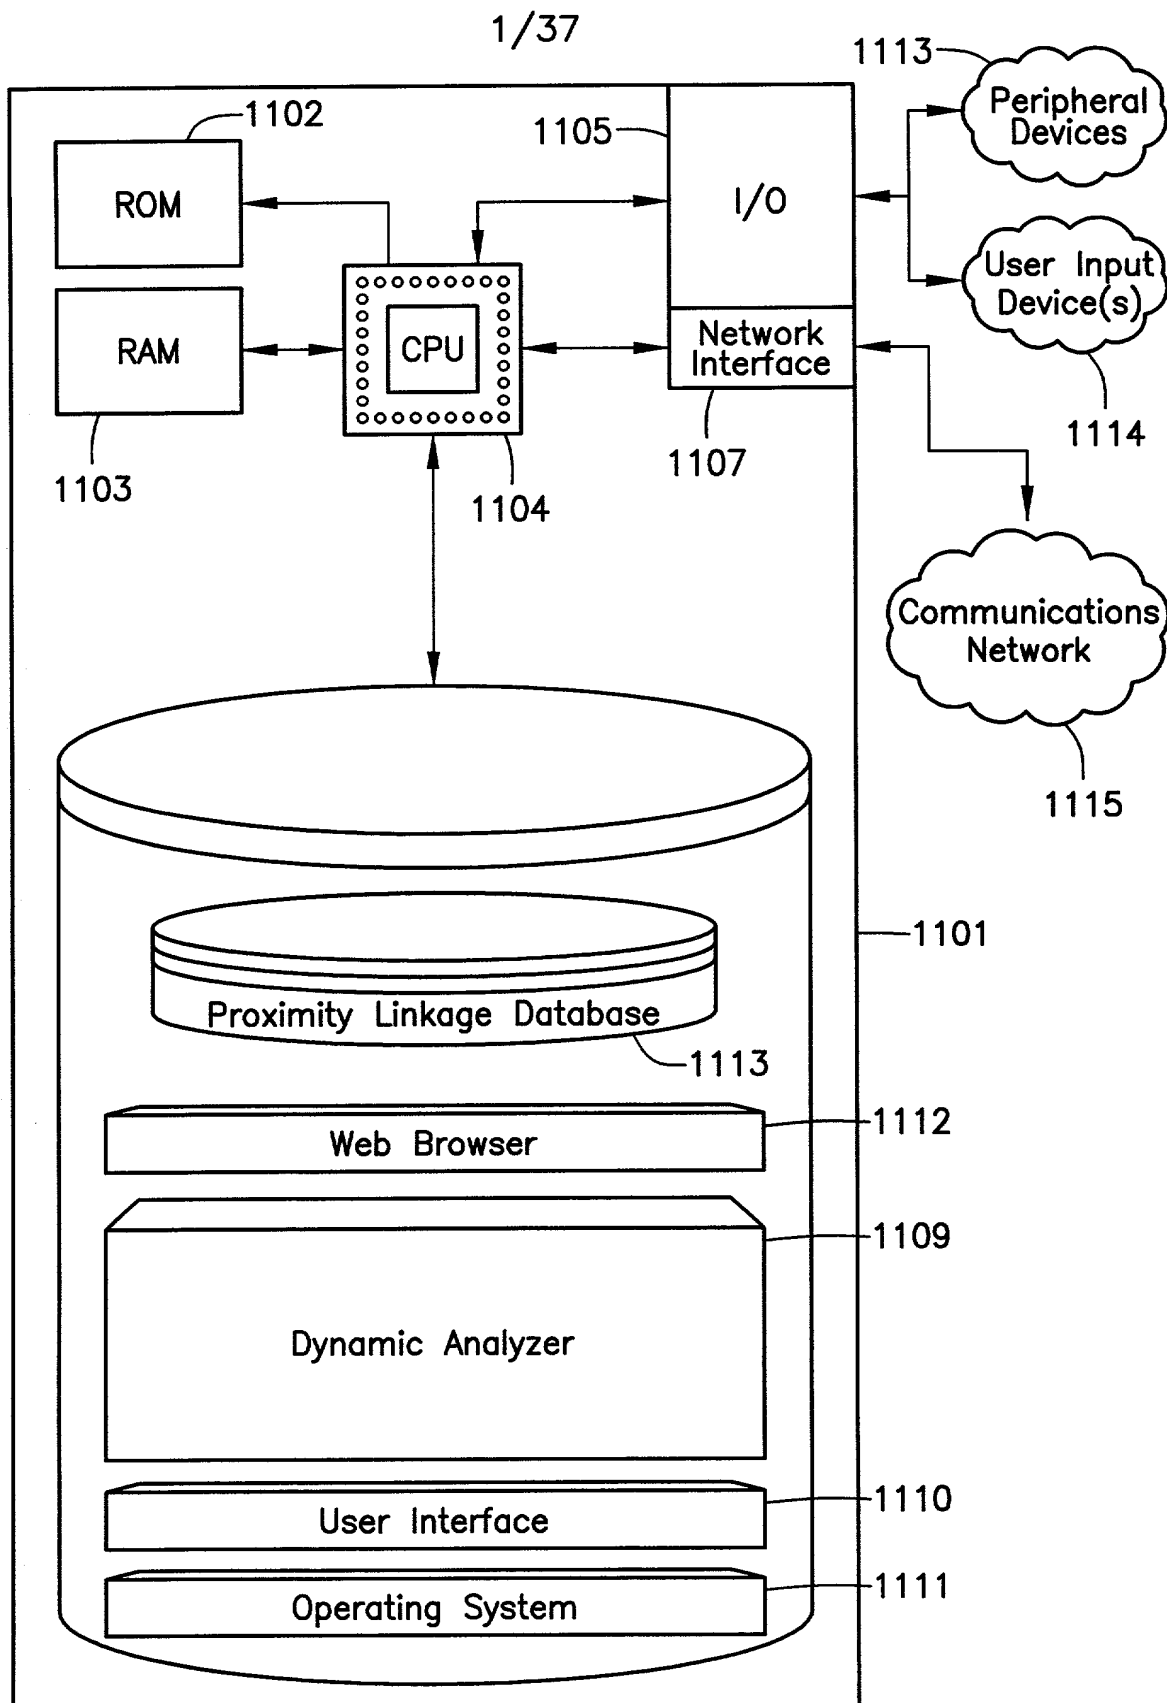 1/37
1113
Peripheral
Devices
1102
1105
ROM
I/O
User Input
Device(s)
RAM
CPU
Network
Interface
1114
1103
1104
1107
Communications
Network
1115
1101
Proximity Linkage Database
1113
1112
Web Browser
1109
Dynamic Analyzer
1110
User Interface
1111
Operating System